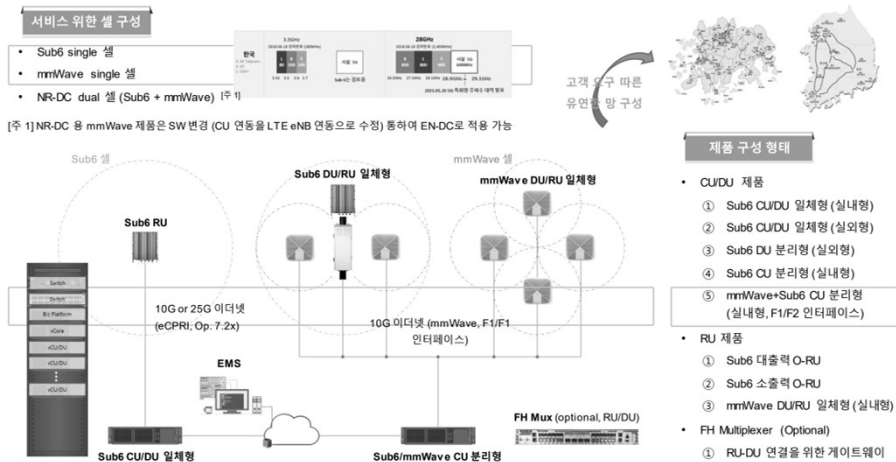 서비스 위한 셀 구성
• Sub6 single 셀
• mmWave single 셀
• NR-DC dual 셀 (Sub6 + mmWave) [주 1]
[주 1] NR-DC 용 mmWave 제품은 SW 변경 (CU 연동을 LTE eNB 연동으로 수정) 통하여 EN-DC로 적용 가능
한국
3.5GHz
28GHz
사설 5G
사설 5G
600MHz
28.9GHz ~ 29.5GHz
고객 요구 따른
유연한 망 구성
제품 구성 형태
• CU/DU 제품
① Sub6 CU/DU 일체형 (실내형)
② Sub6 CU/DU 일체형 (실외형)
③ Sub6 DU 분리형 (실외형)
④ Sub6 CU 분리형 (실내형)
⑤ mmWave+Sub6 CU 분리형
(실내형, F1/F2 인터페이스)
• RU 제품
① Sub6 대출력 O-RU
② Sub6 소출력 O-RU
③ mmWave DU/RU 일체형 (실내형)
• FH Multiplexer (Optional)
① RU-DU 연결을 위한 게이트웨이
Sub6 셀
Sub6 RU
Sub6 DU/RU 일체형
mmWave 셀
mmWave DU/RU 일체형
Switch
Switch
Biz Platform
vCore
vCU/DU
vCU/DU
vCU/DU
10G or 25G 이더넷
(eCPRI, Op. 7.2x)
10G 이더넷 (mmWave, F1/F1
인터페이스)
EMS
FH Mux (optional, RU/DU)
Sub6 CU/DU 일체형
Sub6/mmWave CU 분리형